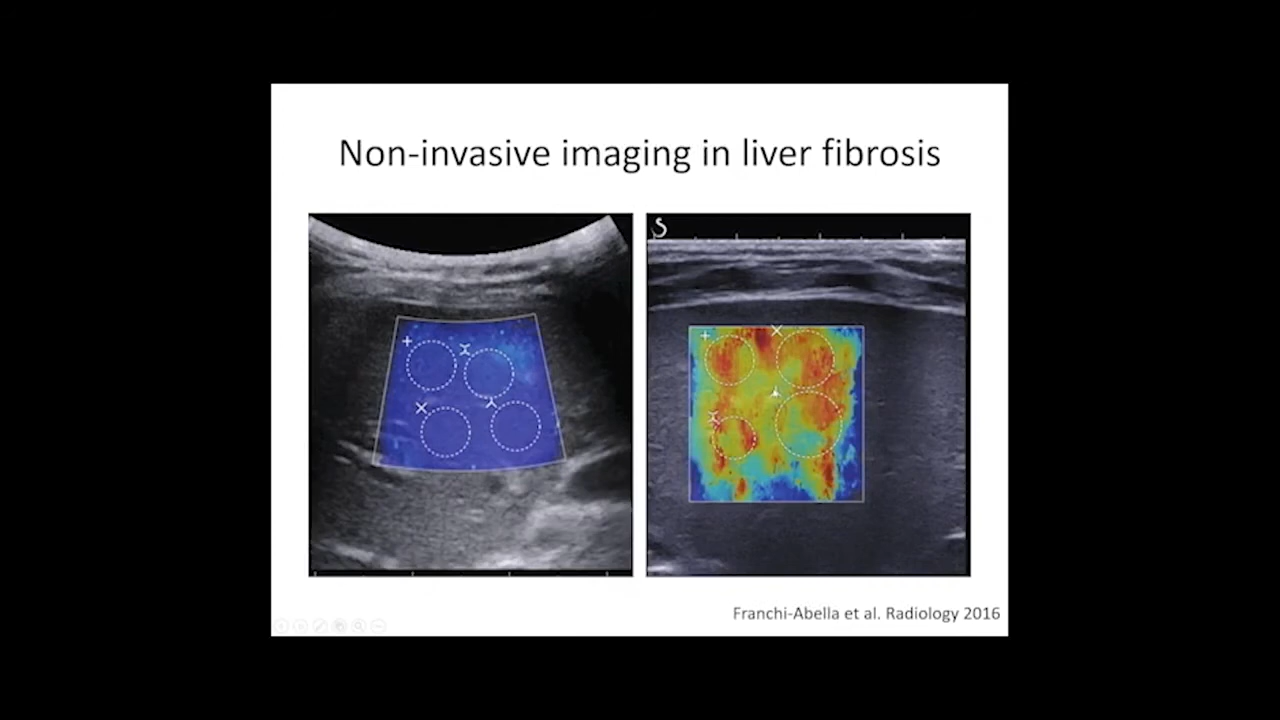 Non-invasive imaging in liver fibrosis
S
Franchi-Abella et al. Radiology 2016